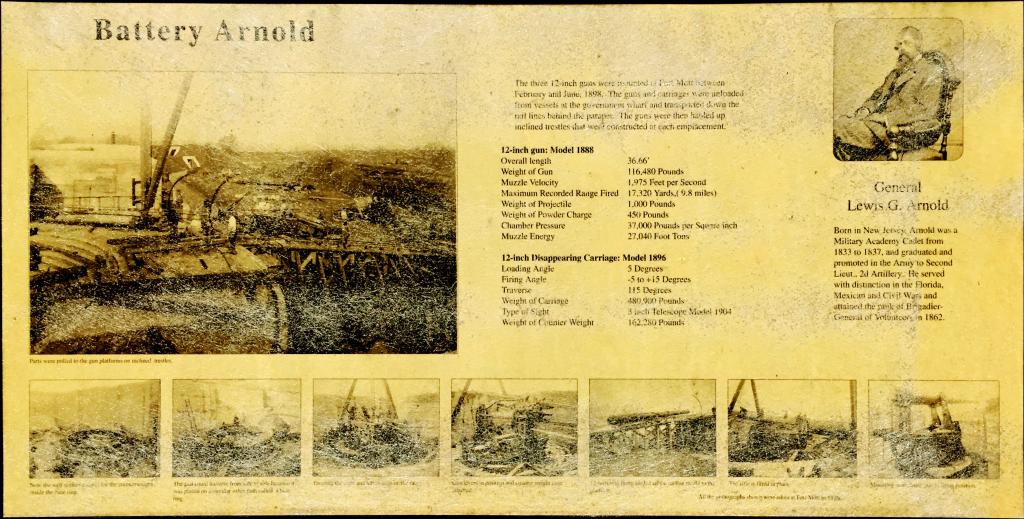 Battery Arnold
The three 12-inch guns were mounted at Fort Mott between
February and June, 1898. The guns and carriages were unloaded
from vessels at the government wharf and transported down the
rail lines behind the parapet. The guns were then hauled up
inclined trestles that were constructed at each emplacement.
12-inch gun: Model 1888
Overall length 36.66'
Weight of Gun 116,480 Pounds
Muzzle Velocity 1,975 Feet per Second
Maximum Recorded Range Fired 17,320 Yards,( 9.8 miles)
Weight of Projectile 1,000 Pounds
Weight of Powder Charge 450 Pounds
Chamber Pressure 37,000 Pounds per Square inch
Muzzle Energy 27,040 Foot Tons
12-inch Disappearing Carriage: Model 1896
Loading Angle 5 Degrees
Firing Angle -5 to +15 Degrees
Traverse 115 Degrees
Weight of Carriage 480,900 Pounds
Type of Sight 3 inch Telescope Model 1904
Weight of Counter Weight 162,280 Pounds
General
Lewis G. Arnold
Born in New Jersey, Arnold was a
Military Academy Cadet from
1833 to 1837, and graduated and
promoted in the Army to Second
Lieut., 2d Artillery. He served
with distinction in the Florida,
Mexican and Civil Wars and
attained the rank of Brigadier-
General of Volunteers in 1862.
Parts were pulled to the gun platforms on inclined trestles.
inside the base ring.
All the photographs shown were taken at Fort Mott in